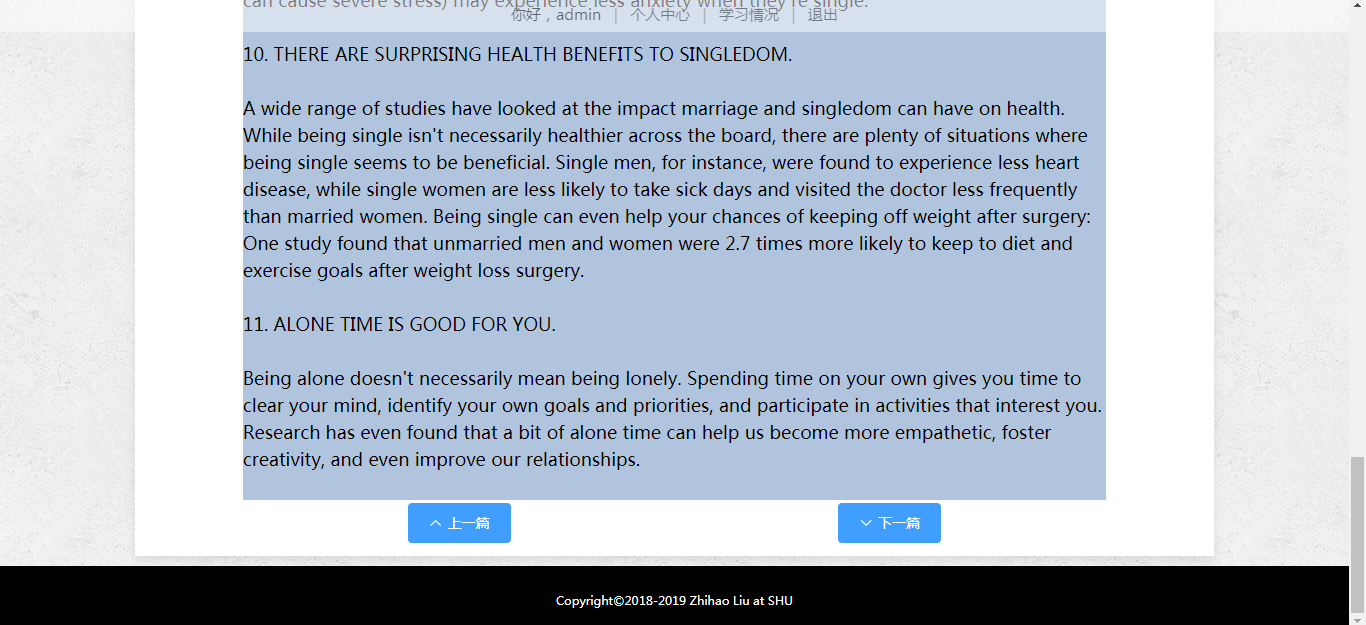 can cause severe stress) may experience less anxiety when they're single.
你好，admin | 个人中心 | 学习情况 | 退出
10. THERE ARE SURPRISING HEALTH BENEFITS TO SINGLEDOM.
A wide range of studies have looked at the impact marriage and singledom can have on health.
While being single isn't necessarily healthier across the board, there are plenty of situations where
being single seems to be beneficial. Single men, for instance, were found to experience less heart
disease, while single women are less likely to take sick days and visited the doctor less frequently
than married women. Being single can even help your chances of keeping off weight after surgery:
One study found that unmarried men and women were 2.7 times more likely to keep to diet and
exercise goals after weight loss surgery.
11. ALONE TIME IS GOOD FOR YOU.
Being alone doesn't necessarily mean being lonely. Spending time on your own gives you time to
clear your mind, identify your own goals and priorities, and participate in activities that interest you.
Research has even found that a bit of alone time can help us become more empathetic, foster
creativity, and even improve our relationships.
上一篇
下一篇
Copyright©2018-2019 Zhihao Liu at SHU